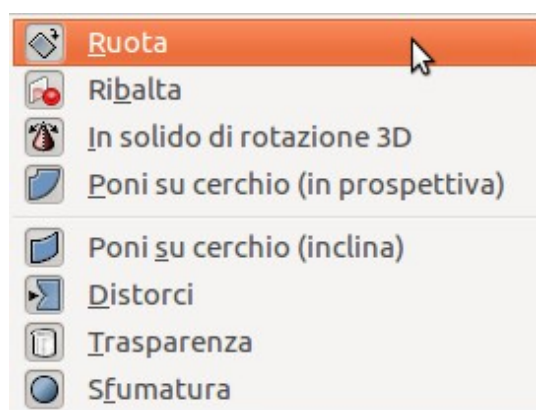 Ruota
Ribalta
In solido di rotazione 3D
Poni su cerchio (in prospettiva)
Poni su cerchio (inclina)
Distorci
Trasparenza
Sfumatura